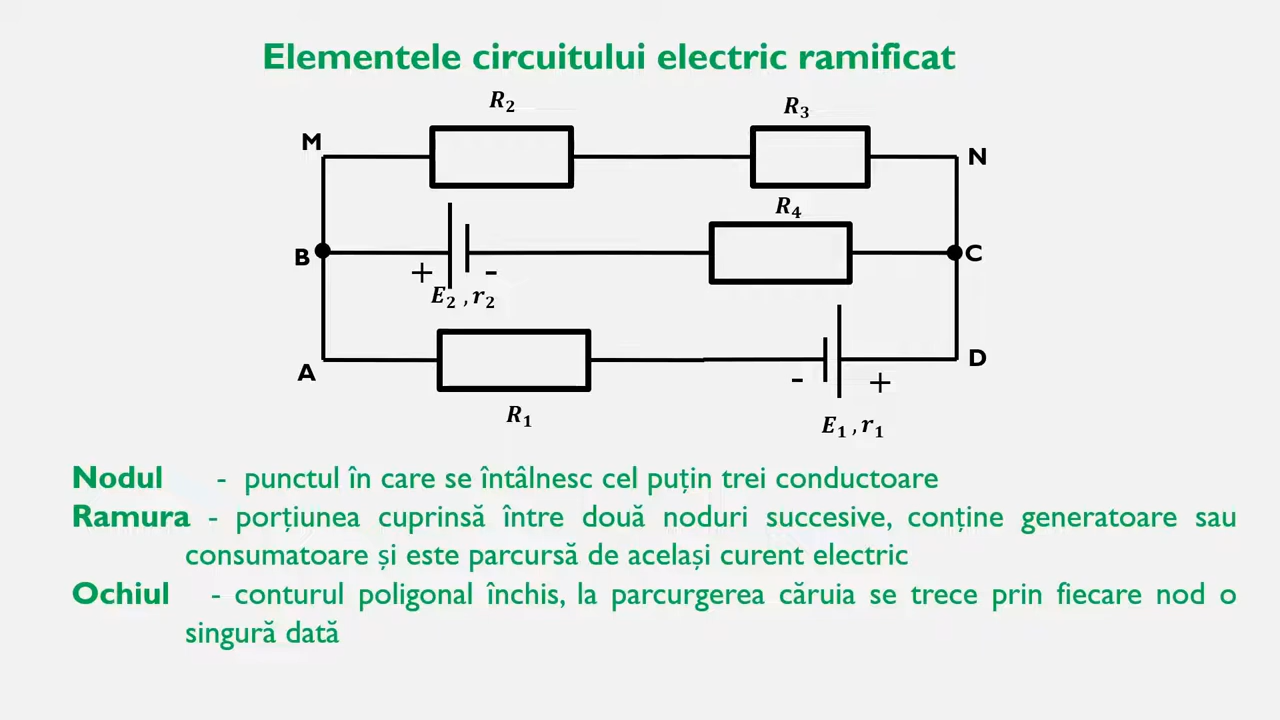 Elementele circuitului electric ramificat
R₂
R₃
M
N
R₄
B
C
+ -
E₂ , r₂
A
D
- +
R₁
E₁ , r₁
Nodul - punctul în care se întâlnesc cel puțin trei conductoare
Ramura - porțiunea cuprinsă între două noduri succesive, conține generatoare sau
consumatoare și este parcursă de același curent electric
Ochiul - conturul poligonal închis, la parcurgerea căruia se trece prin fiecare nod o
singură dată